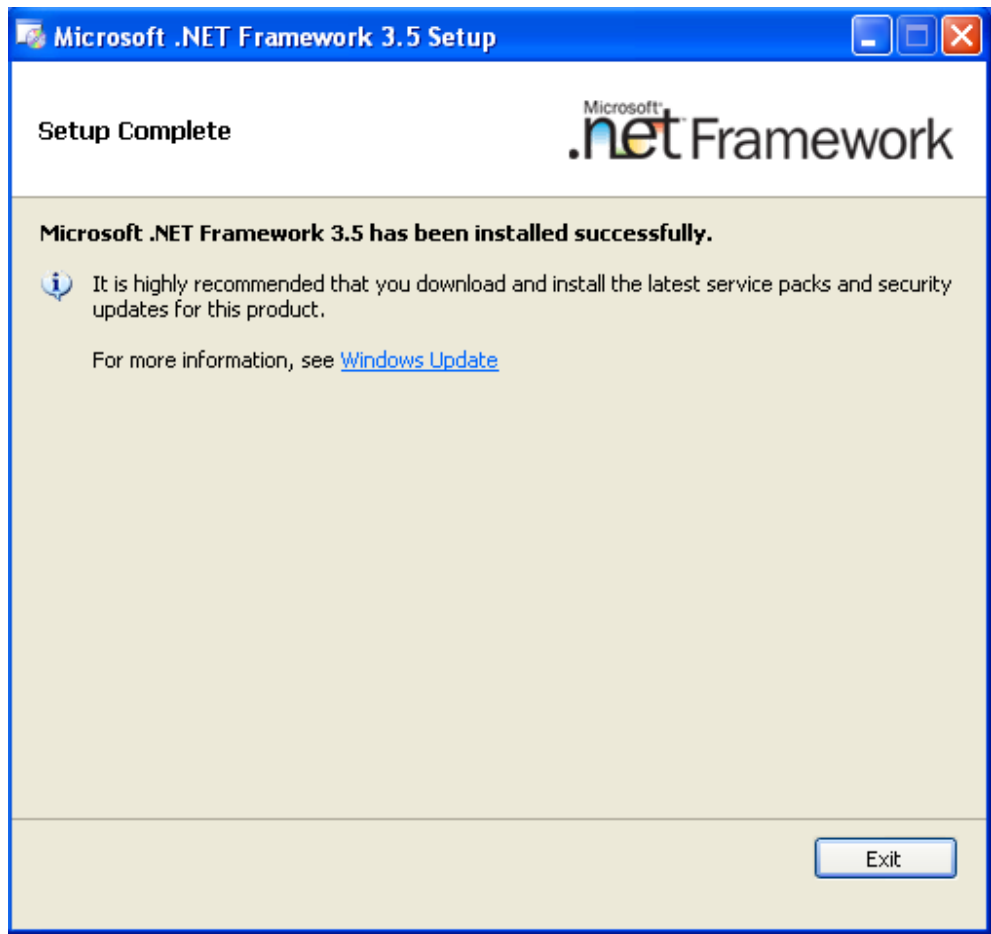 Microsoft .NET Framework 3.5 Setup
Setup Complete
Microsoft
.net Framework
Microsoft .NET Framework 3.5 has been installed successfully.
It is highly recommended that you download and install the latest service packs and security
updates for this product.
For more information, see Windows Update
Exit